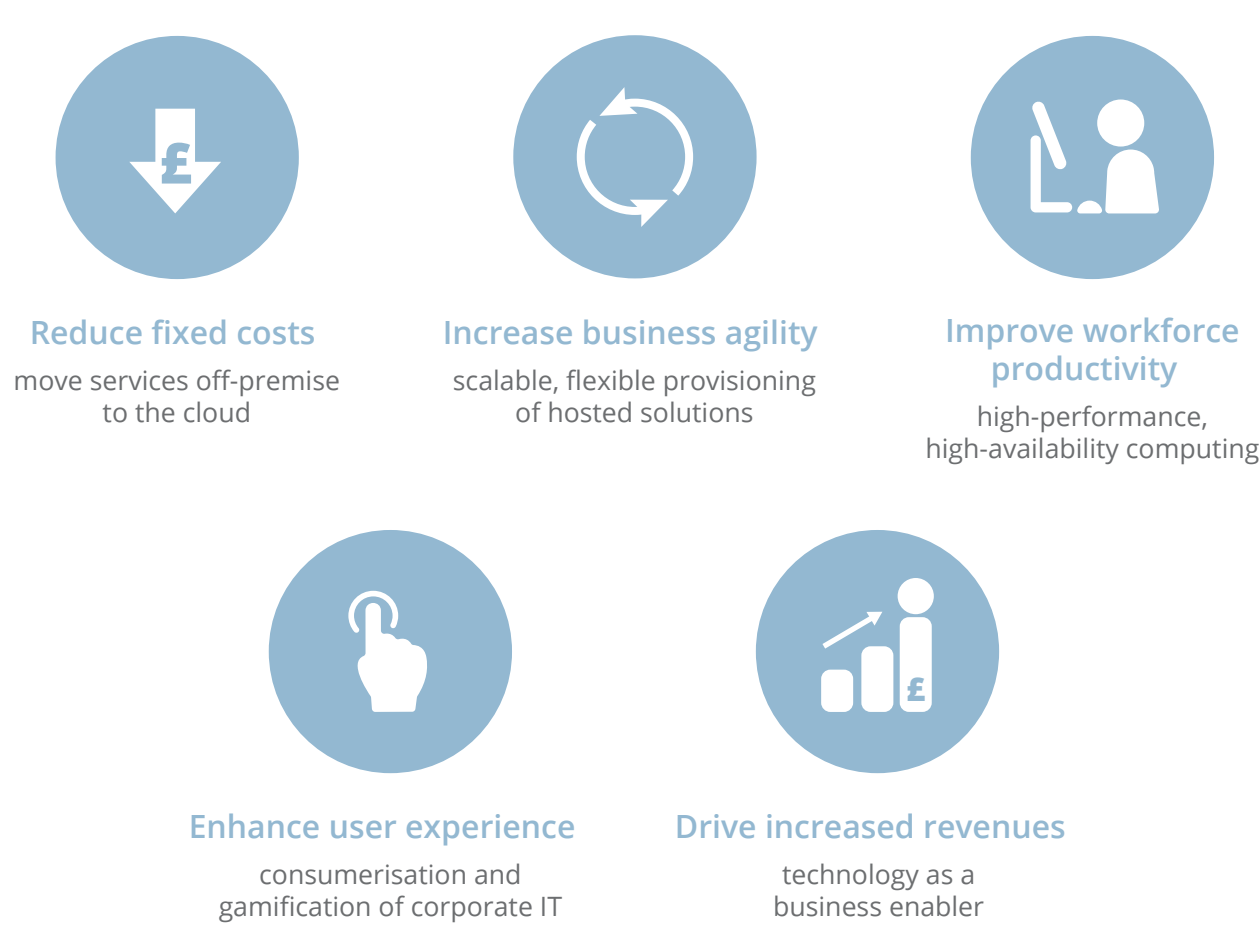 £
Reduce fixed costs
move services off-premise
to the cloud
Increase business agility
scalable, flexible provisioning
of hosted solutions
Improve workforce
productivity
high-performance,
high-availability computing
Enhance user experience
consumerisation and
gamification of corporate IT
£
Drive increased revenues
technology as a
business enabler